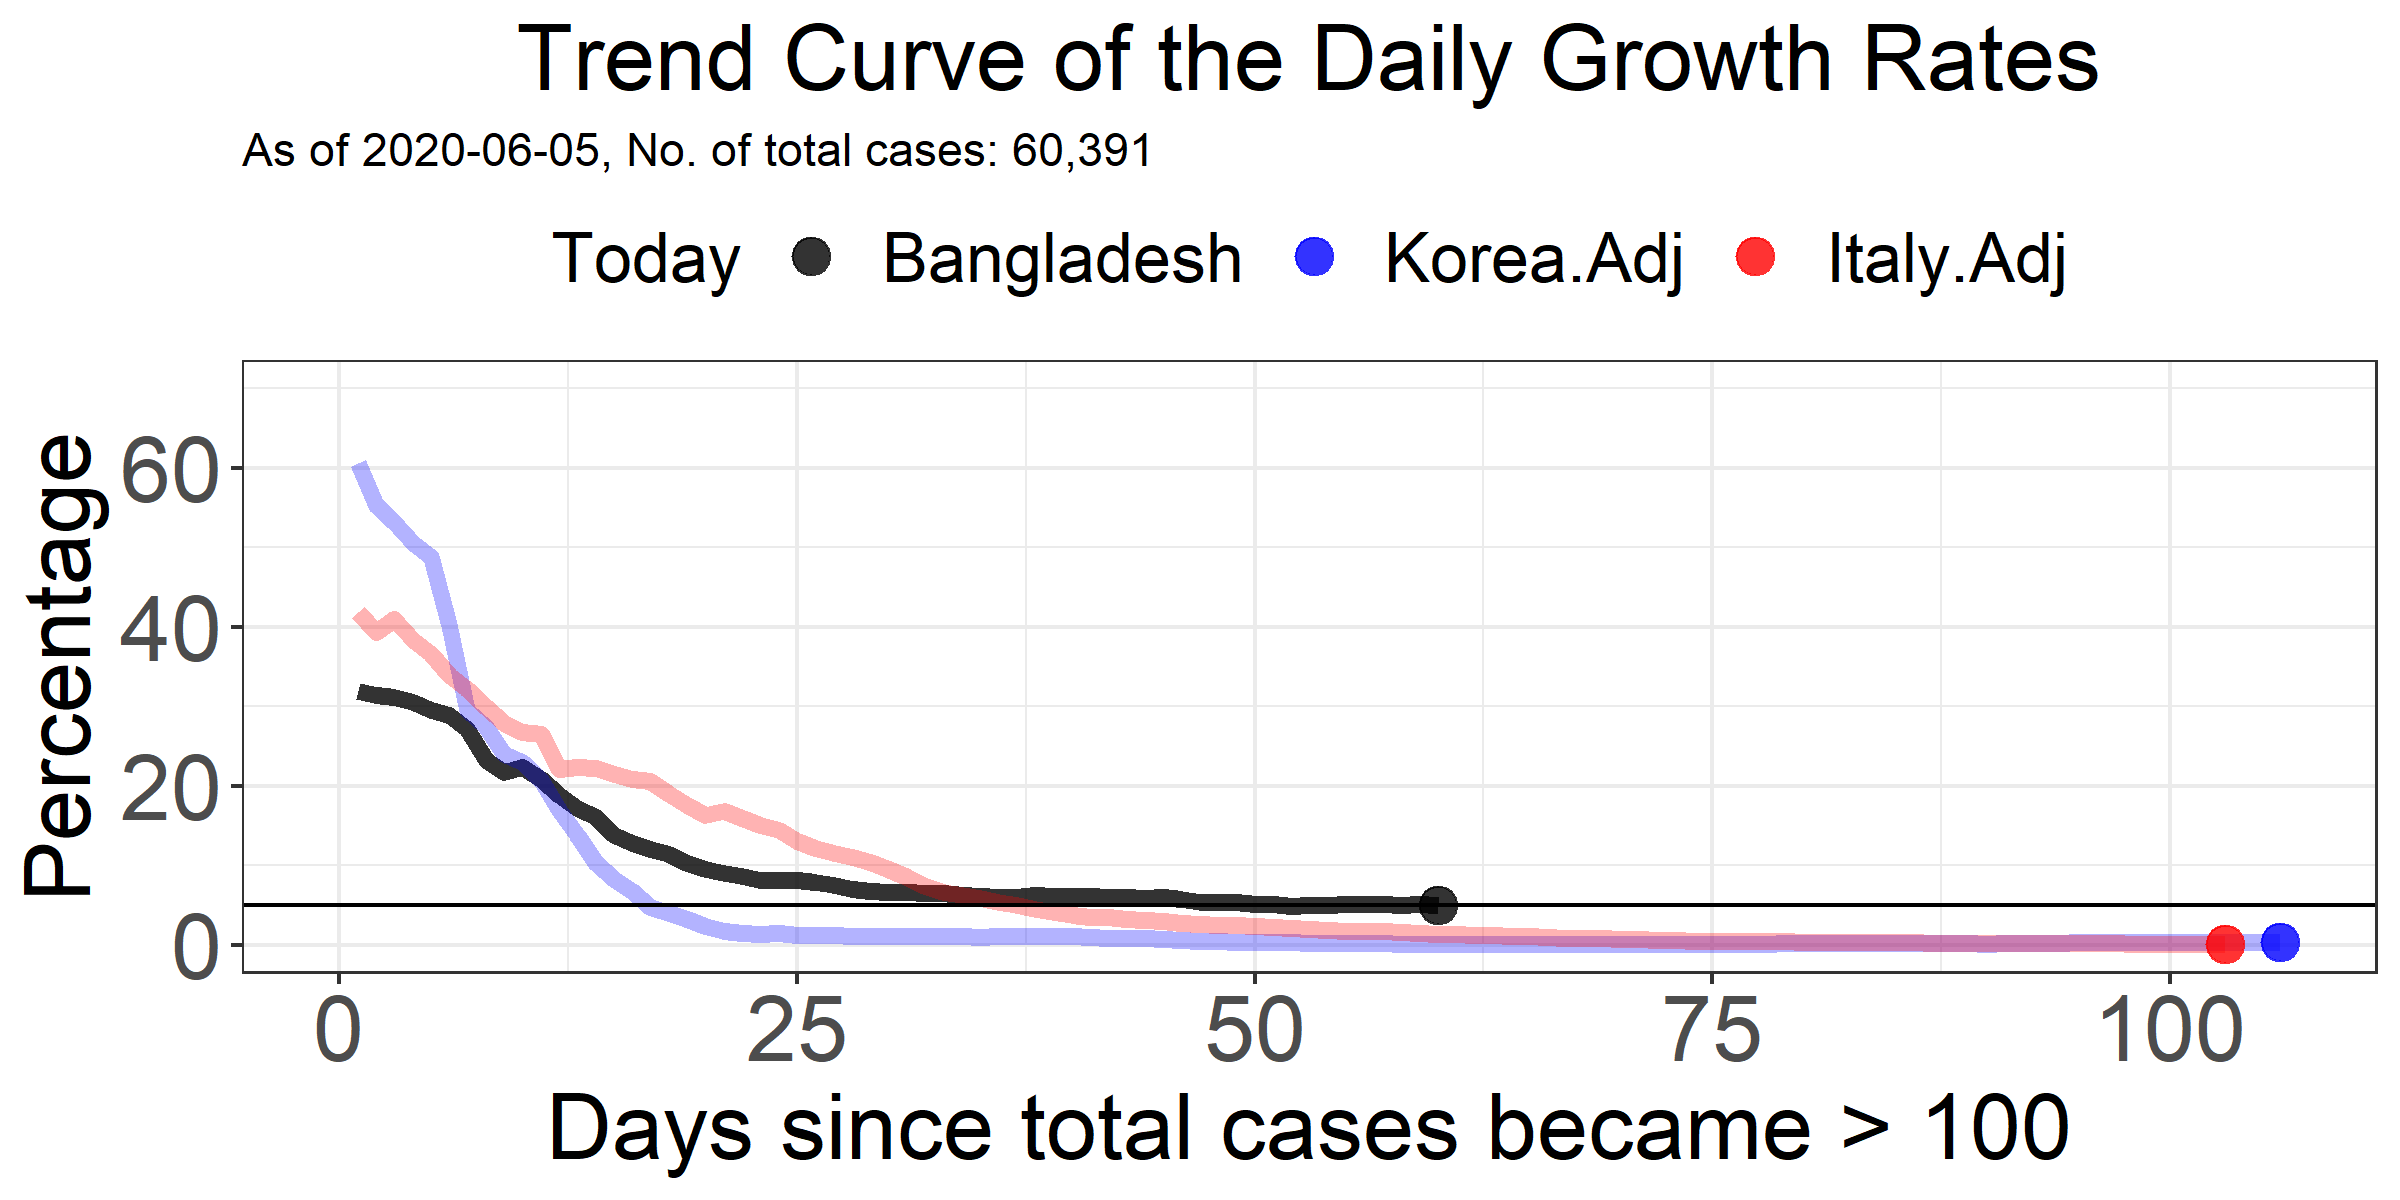 Trend Curve of the Daily Growth Rates
As of 2020-06-05, No. of total cases: 60,391
Today Bangladesh Korea.Adj Italy.Adj
Percentage
60
40
20
0
0 25 50 75 100
Days since total cases became > 100